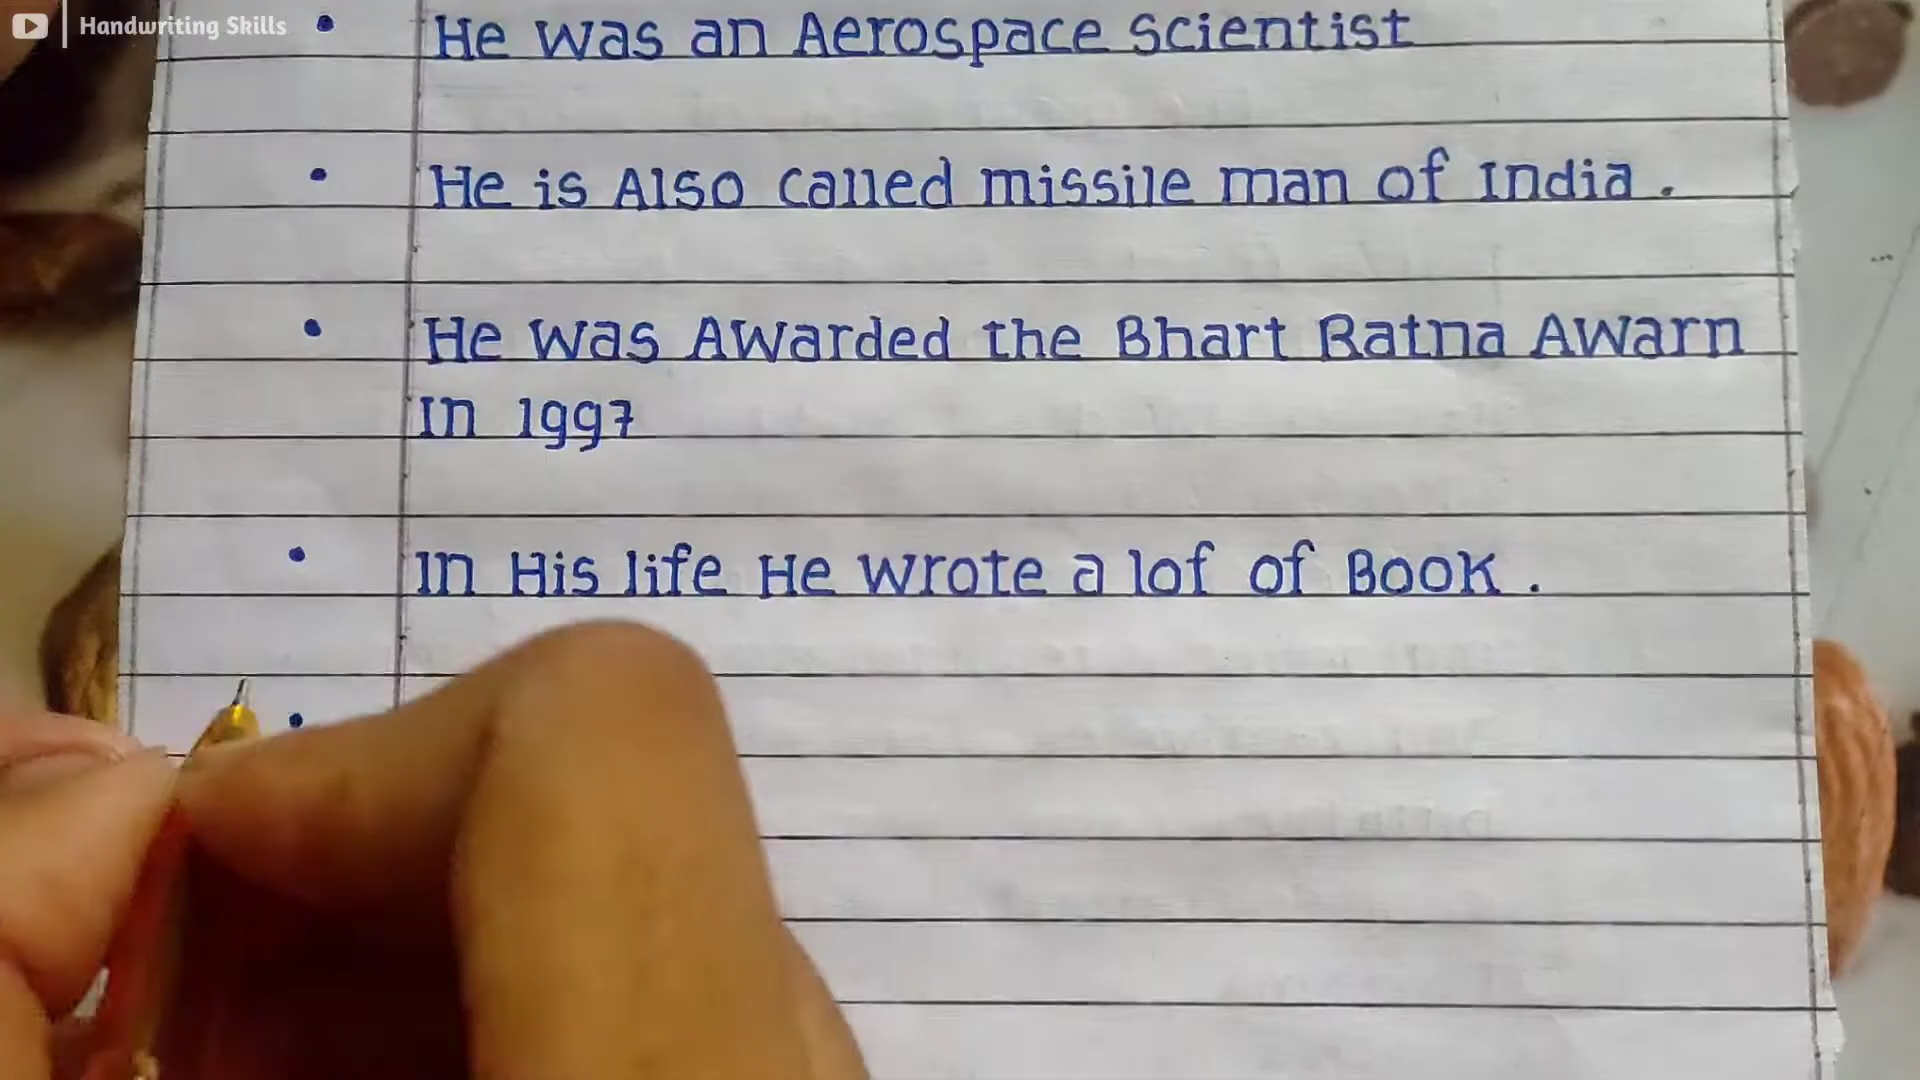 Handwriting Skills
• He was an Aerospace scientist
• He is Also called missile man of India .
• He was Awarded the Bhart Ratna Awarn
In 1997
• In His life He wrote a lof of Book .
•